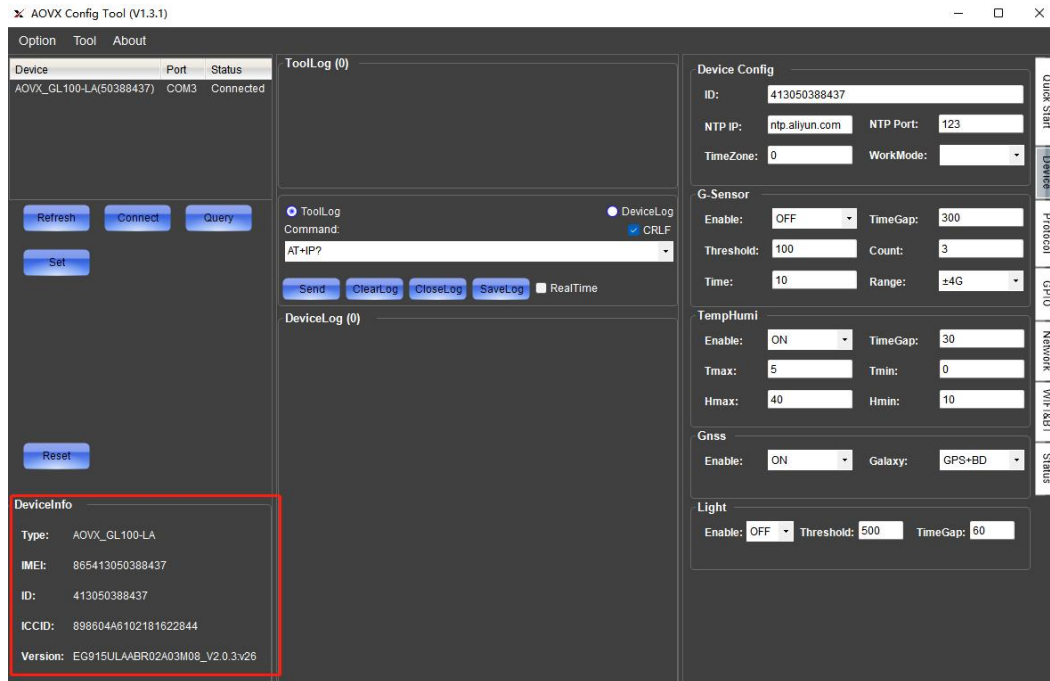 AOVX Config Tool (V1.3.1)
Option Tool About
Device Port Status
AOVX_GL100-LA(50388437) COM3 Connected
Refresh Connect Query
Set
Reset
DeviceInfo
Type: AOVX_GL100-LA
IMEI: 865413050388437
ID: 413050388437
ICCID: 898604A6102181622844
Version: EG915ULAABR02A03M08_V2.0.3:v26
ToolLog (0)
ToolLog DeviceLog
Command: CRLF
AT+IP?
Send ClearLog CloseLog SaveLog RealTime
DeviceLog (0)
Device Config
ID: 413050388437
NTP IP: ntp.aliyun.com NTP Port: 123
TimeZone: 0 WorkMode:
G-Sensor
Enable: OFF TimeGap: 300
Threshold: 100 Count: 3
Time: 10 Range: ±4G
TempHumi
Enable: ON TimeGap: 30
Tmax: 5 Tmin: 0
Hmax: 40 Hmin: 10
Gnss
Enable: ON Galaxy: GPS+BD
Light
Enable: OFF Threshold: 500 TimeGap: 60
Quick Start
Device
Protocol
GPIO
Network
WIFI&BT
Status